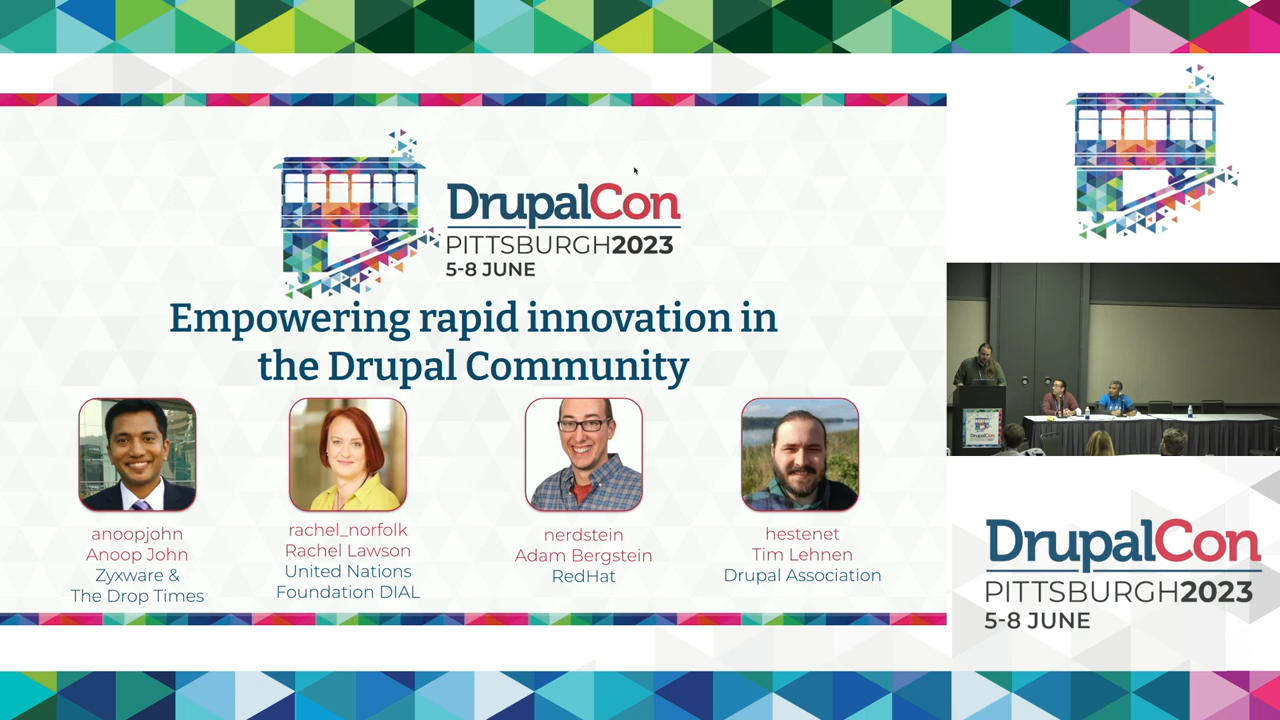 DrupalCon
PITTSBURGH2023
5-8 JUNE
Empowering rapid innovation in
the Drupal Community
anoopjohn
Anoop John
Zyxware &
The Drop Times
rachel_norfolk
Rachel Lawson
United Nations
Foundation DIAL
nerdstein
Adam Bergstein
RedHat
hestenet
Tim Lehnen
Drupal Association
DrupalCon
DrupalCon
PITTSBURGH2023
5-8 JUNE